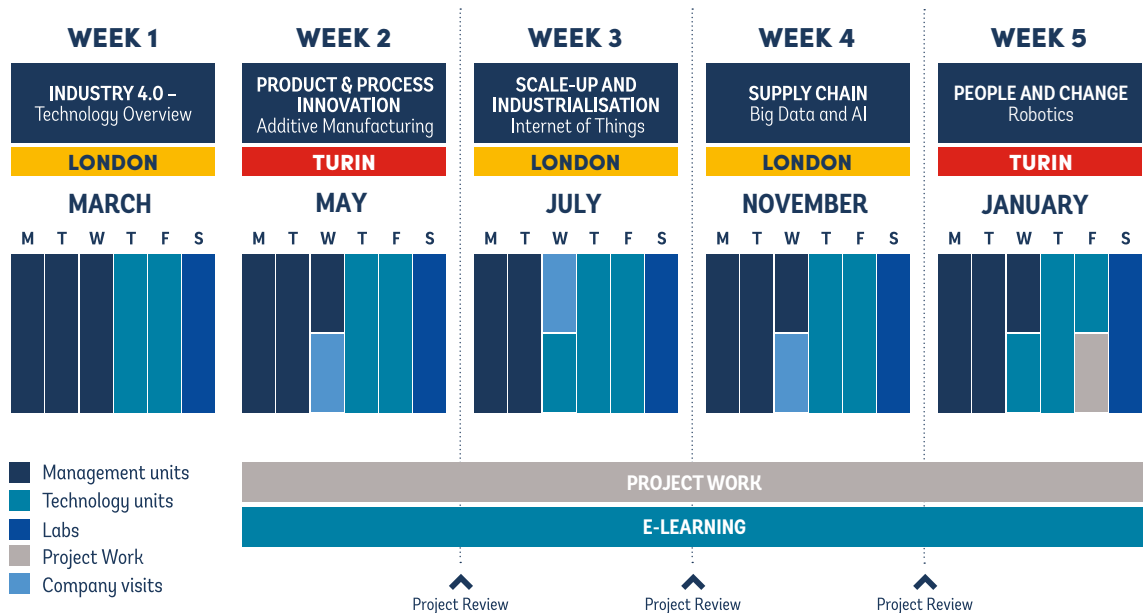 WEEK 1
INDUSTRY 4.0 –
Technology Overview
LONDON
MARCH
M T W T F S
WEEK 2
PRODUCT & PROCESS
INNOVATION
Additive Manufacturing
TURIN
MAY
M T W T F S
WEEK 3
SCALE-UP AND
INDUSTRIALISATION
Internet of Things
LONDON
JULY
M T W T F S
WEEK 4
SUPPLY CHAIN
Big Data and AI
LONDON
NOVEMBER
M T W T F S
WEEK 5
PEOPLE AND CHANGE
Robotics
TURIN
JANUARY
M T W T F S
Management units
Technology units
Labs
Project Work
Company visits
PROJECT WORK
E-LEARNING
Project Review
Project Review
Project Review